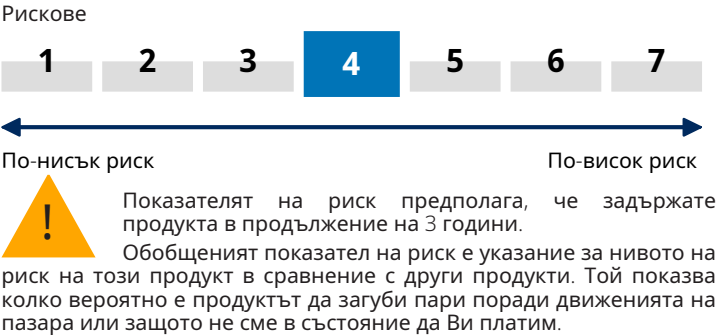 Рискове
1 2 3 4 5 6 7
По-нисък риск По-висок риск
!
Показателят на риск предполага, че задържате
продукта в продължение на 3 години.
Обобщеният показател на риск е указание за нивото на
риск на този продукт в сравнение с други продукти. Той показва
колко вероятно е продуктът да загуби пари поради движенията на
пазара или защото не сме в състояние да Ви платим.